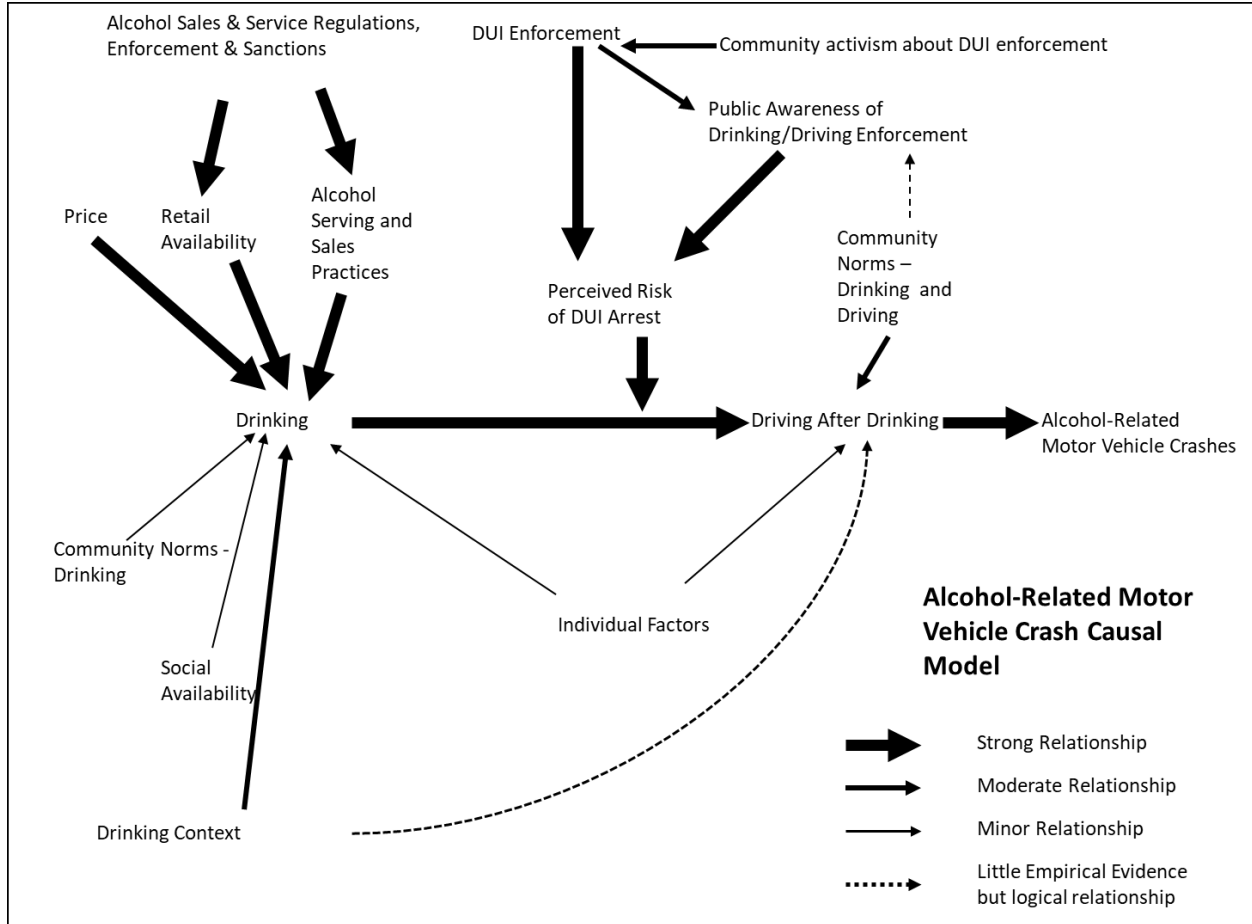 Alcohol Sales & Service Regulations,
Enforcement & Sanctions
DUI Enforcement
Community activism about DUI enforcement
Public Awareness of
Drinking/Driving Enforcement
Price
Retail
Availability
Alcohol
Serving and
Sales
Practices
Community
Norms –
Drinking and
Driving
Perceived Risk
of DUI Arrest
Drinking
Driving After Drinking
Alcohol-Related
Motor Vehicle Crashes
Community Norms -
Drinking
Individual Factors
Social
Availability
Drinking Context
Alcohol-Related Motor
Vehicle Crash Causal
Model
Strong Relationship
Moderate Relationship
Minor Relationship
Little Empirical Evidence
but logical relationship